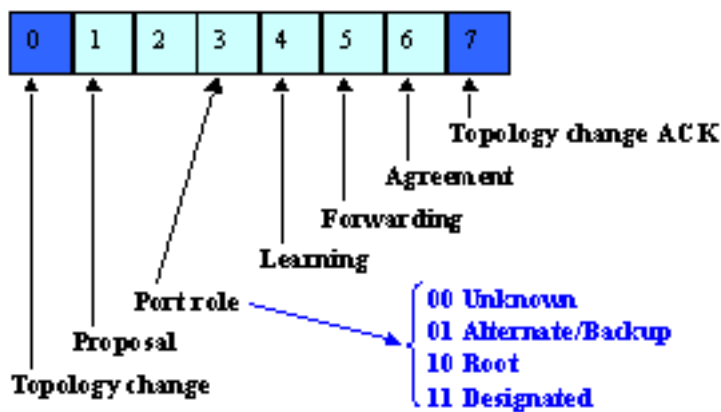 0 1 2 3 4 5 6 7
Topology change ACK
Agreement
Forwarding
Learning
Port role
00 Unknown
01 Alternate/Backup
10 Root
11 Designated
Proposal
Topology change